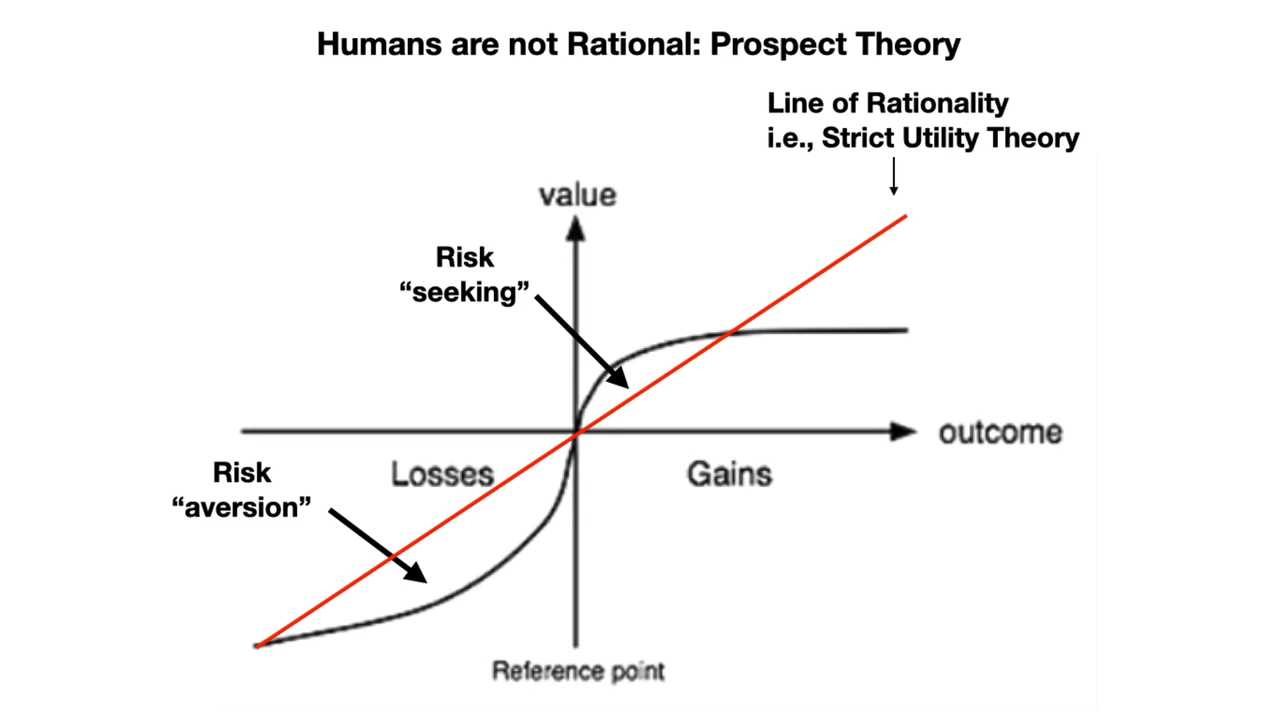 Humans are not Rational: Prospect Theory
Line of Rationality
i.e., Strict Utility Theory
value
Risk
“seeking”
outcome
Losses
Gains
Risk
“aversion”
Reference point